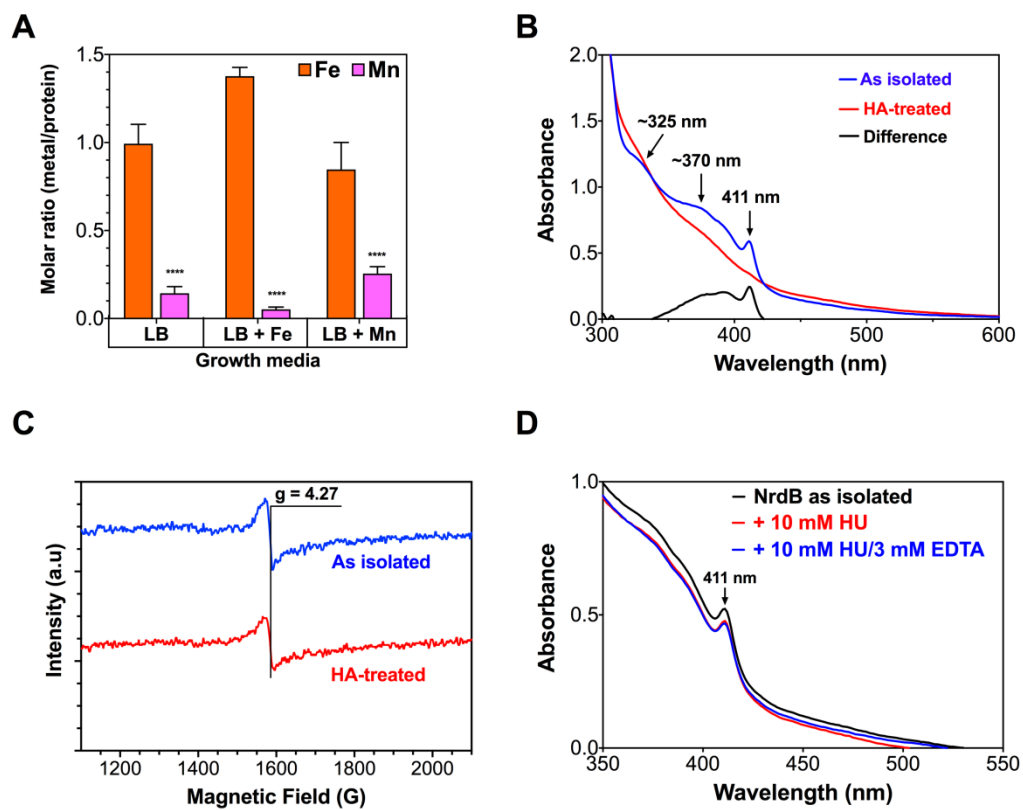 A
Molar ratio (metal/protein)
1.5
1.0
0.5
0.0
Fe Mn
****
****
****
LB LB + Fe LB + Mn
Growth media
B
Absorbance
2.0
1.5
1.0
0.5
0.0
As isolated
HA-treated
Difference
~325 nm
~370 nm
411 nm
300 400 500 600
Wavelength (nm)
C
Intensity (a.u)
g = 4.27
As isolated
HA-treated
1200 1400 1600 1800 2000
Magnetic Field (G)
D
Absorbance
1.0
0.5
0.0
NrdB as isolated
+ 10 mM HU
+ 10 mM HU/3 mM EDTA
411 nm
350 400 450 500 550
Wavelength (nm)